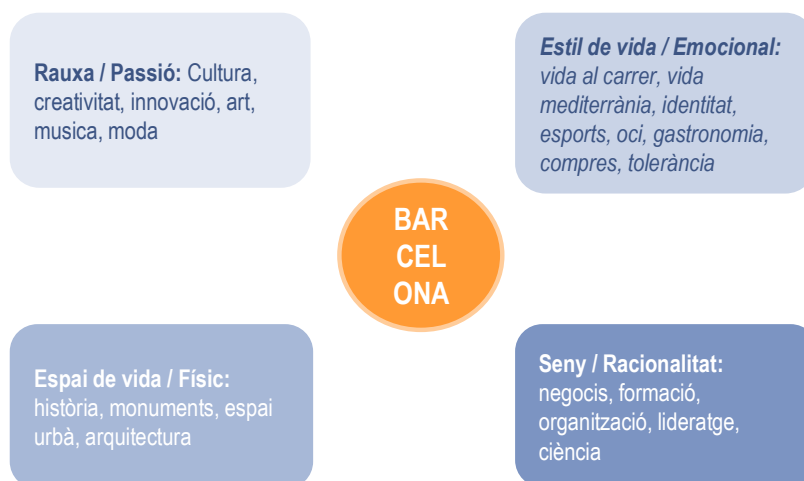 Rauxa / Passió: Cultura,
creativitat, innovació, art,
musica, moda
Estil de vida / Emocional:
vida al carrer, vida
mediterrània, identitat,
esports, oci, gastronomia,
compres, tolerància
BAR
CEL
ONA
Espai de vida / Físic:
història, monuments, espai
urbà, arquitectura
Seny / Racionalitat:
negocis, formació,
organització, lideratge,
ciència